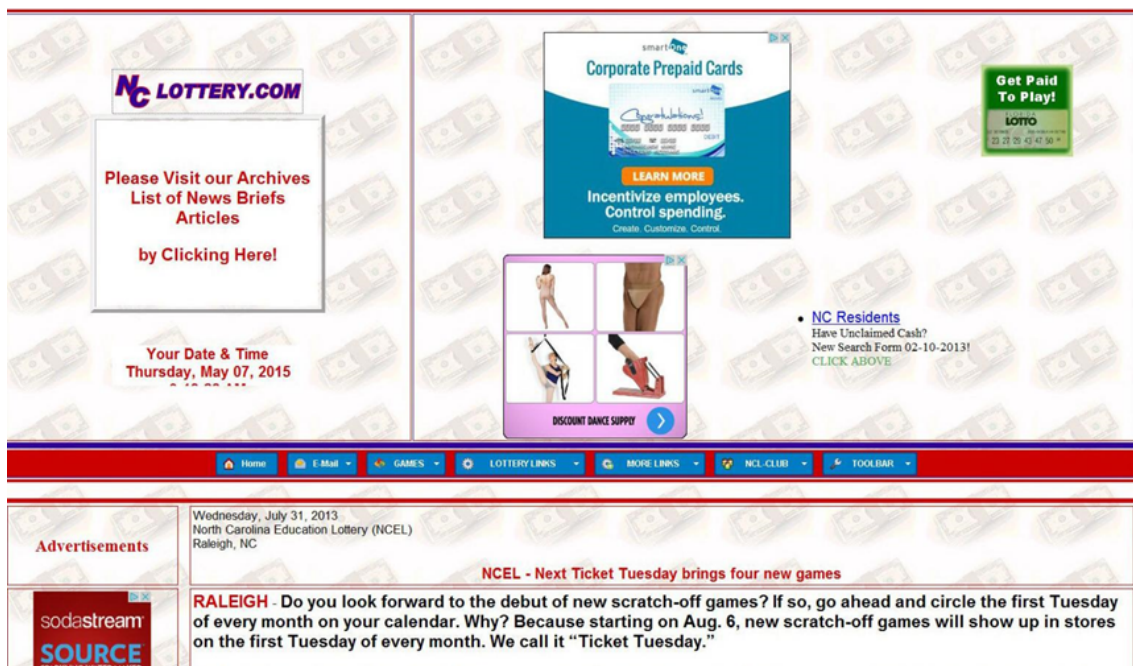 NC LOTTERY.COM
Please Visit our Archives
List of News Briefs
Articles
by Clicking Here!
Your Date & Time
Thursday, May 07, 2015
smartOne
Corporate Prepaid Cards
Congratulations!
DEBIT
LEARN MORE
Incentivize employees.
Control spending.
Create. Customize. Control.
DISCOUNT DANCE SUPPLY
Get Paid
To Play!
LOTTO
NC Residents
Have Unclaimed Cash?
New Search Form 02-10-2013!
CLICK ABOVE
Home E-Mail GAMES LOTTERY LINKS MORE LINKS NCL-CLUB TOOLBAR
Advertisements
sodastream
SOURCE
Wednesday, July 31, 2013
North Carolina Education Lottery (NCEL)
Raleigh, NC
NCEL - Next Ticket Tuesday brings four new games
RALEIGH - Do you look forward to the debut of new scratch-off games? If so, go ahead and circle the first Tuesday
of every month on your calendar. Why? Because starting on Aug. 6, new scratch-off games will show up in stores
on the first Tuesday of every month. We call it “Ticket Tuesday.”